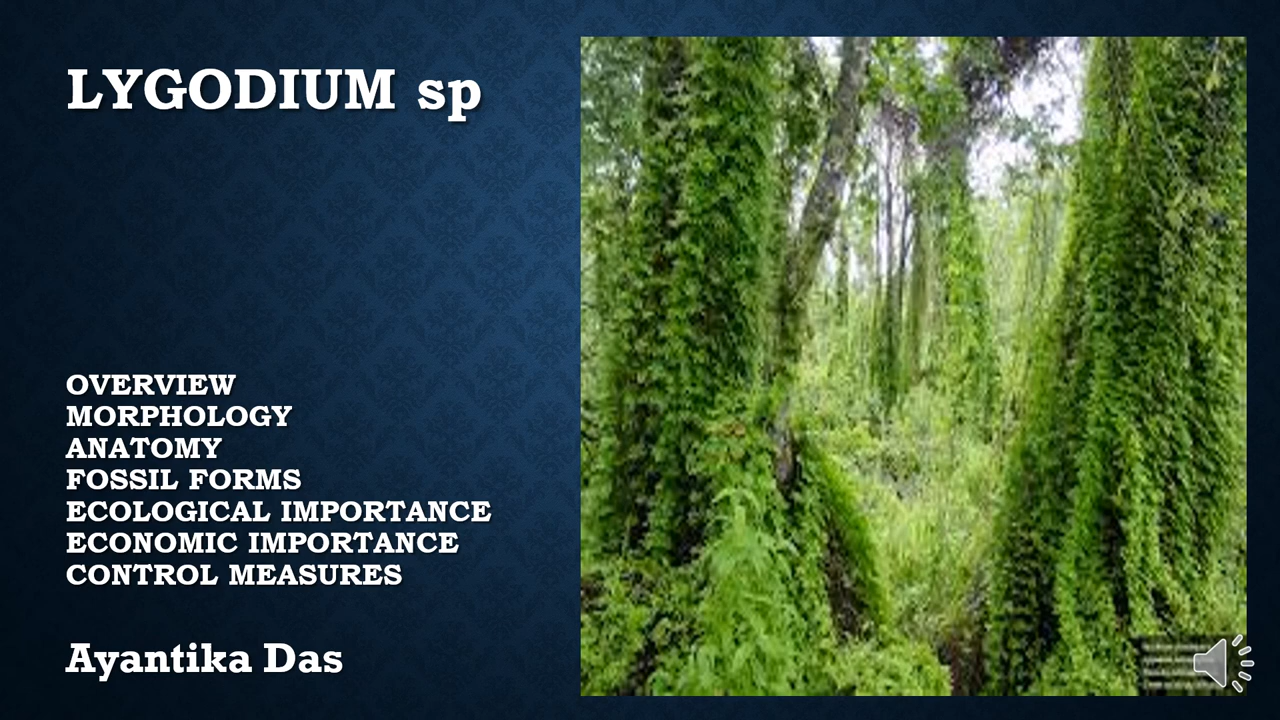 LYGODIUM sp
OVERVIEW
MORPHOLOGY
ANATOMY
FOSSIL FORMS
ECOLOGICAL IMPORTANCE
ECONOMIC IMPORTANCE
CONTROL MEASURES
Ayantika Das